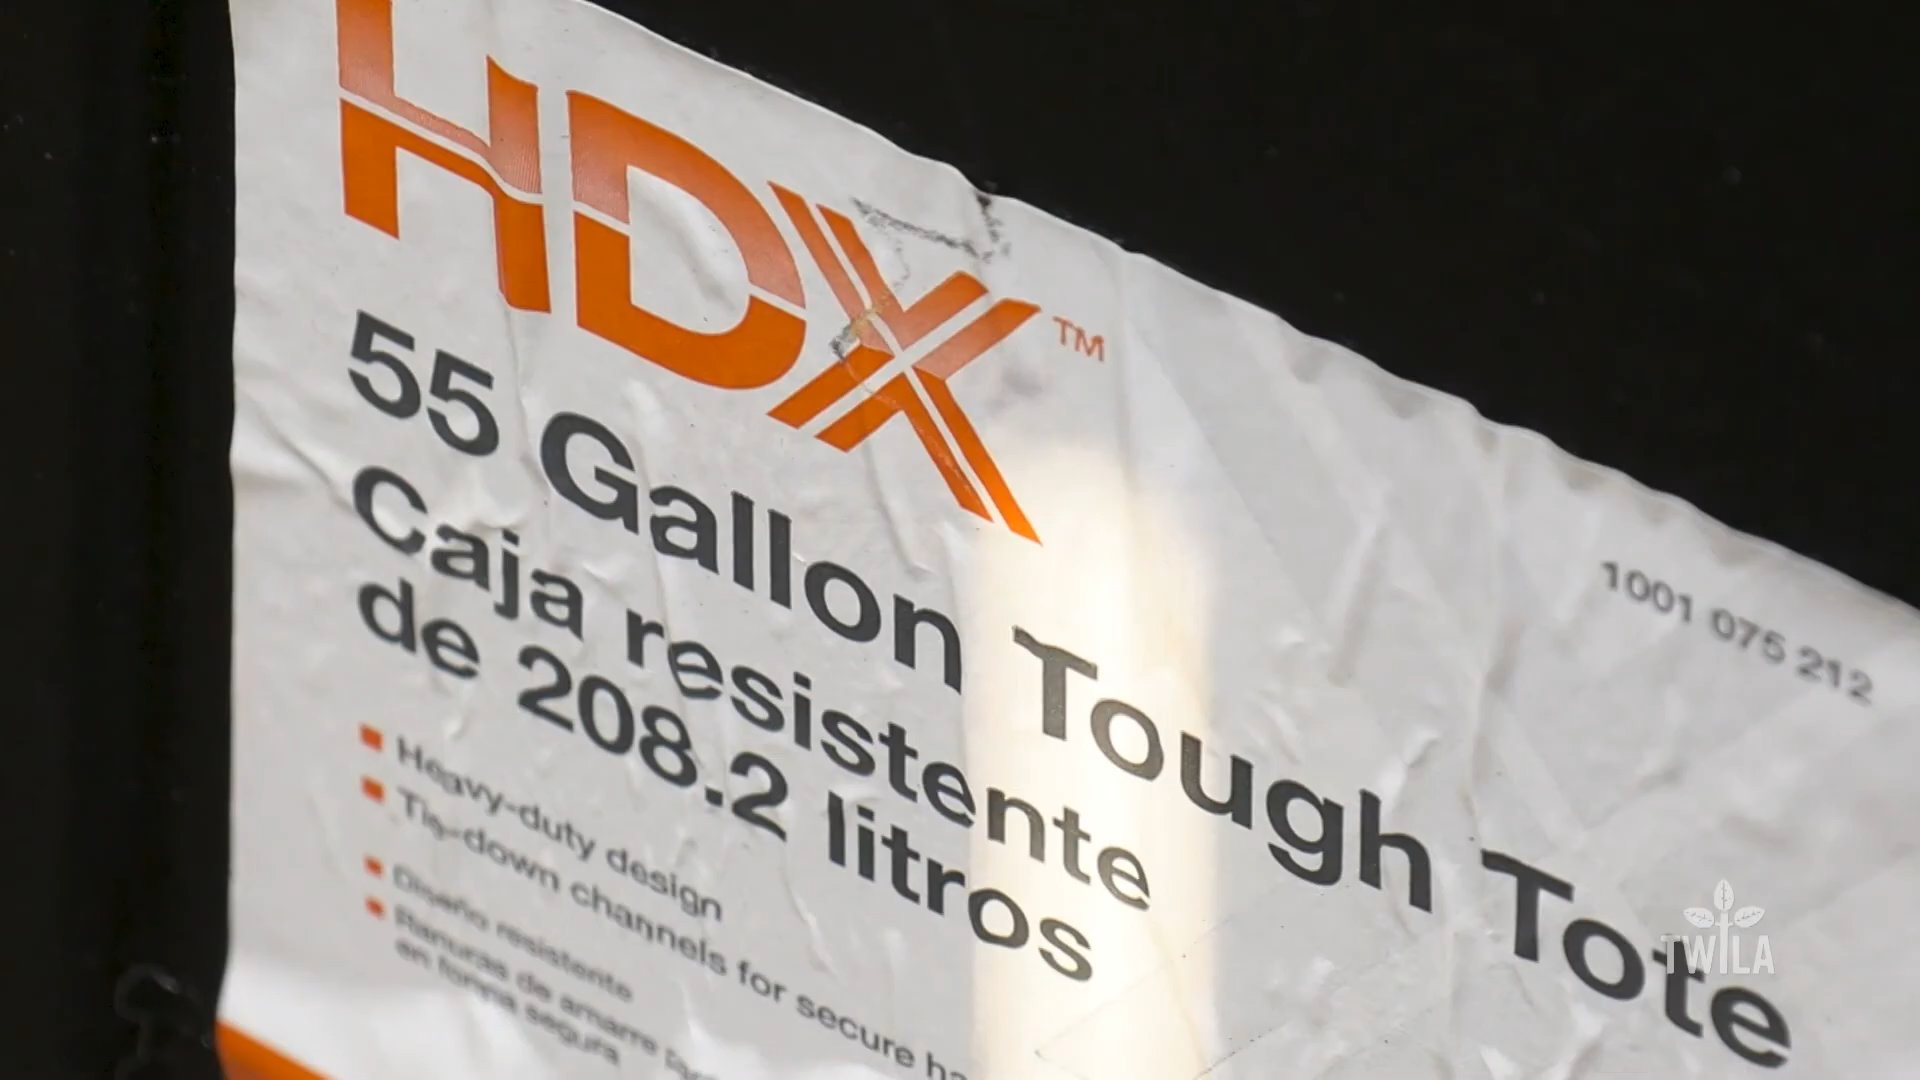 HDX™
1001 075 212
55 Gallon Tough Tote
Caja resistente
de 208.2 litros
Heavy-duty design
Tie-down channels for secure
Diseño resistente
Ranuras de amarre
en forma segura
TWILA